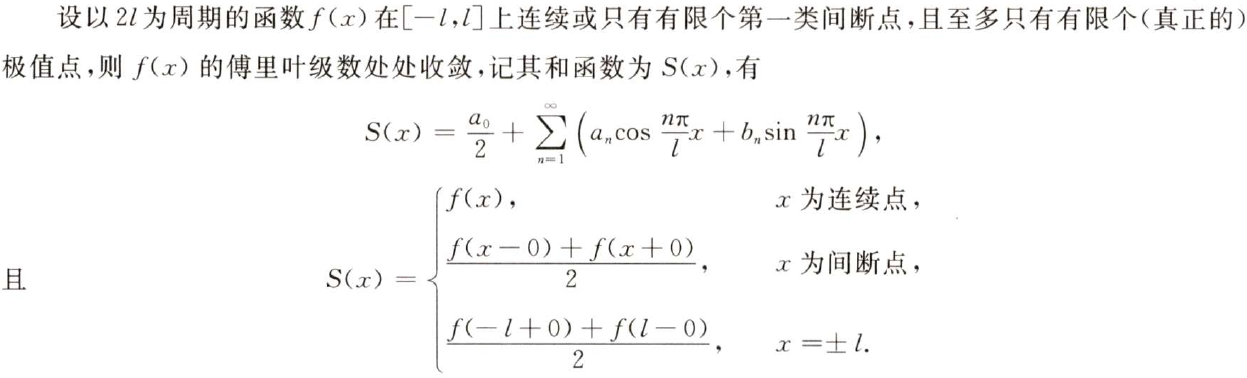 设以 2l 为周期的函数 f(x) 在[-l,l]上连续或只有有限个第一类间断点,且至多只有有限个(真正的)
极值点,则 f(x) 的傅里叶级数处处收敛,记其和函数为 S(x),有
S(x) = \frac{a_0}{2} + \sum_{n=1}^{\infty} \left( a_n \cos \frac{n\pi}{l} x + b_n \sin \frac{n\pi}{l} x \right),
且 S(x) = \begin{cases} f(x), & x 为连续点, \\ \frac{f(x-0)+f(x+0)}{2}, & x 为间断点, \\ \frac{f(-l+0)+f(l-0)}{2}, & x = \pm l. \end{cases}